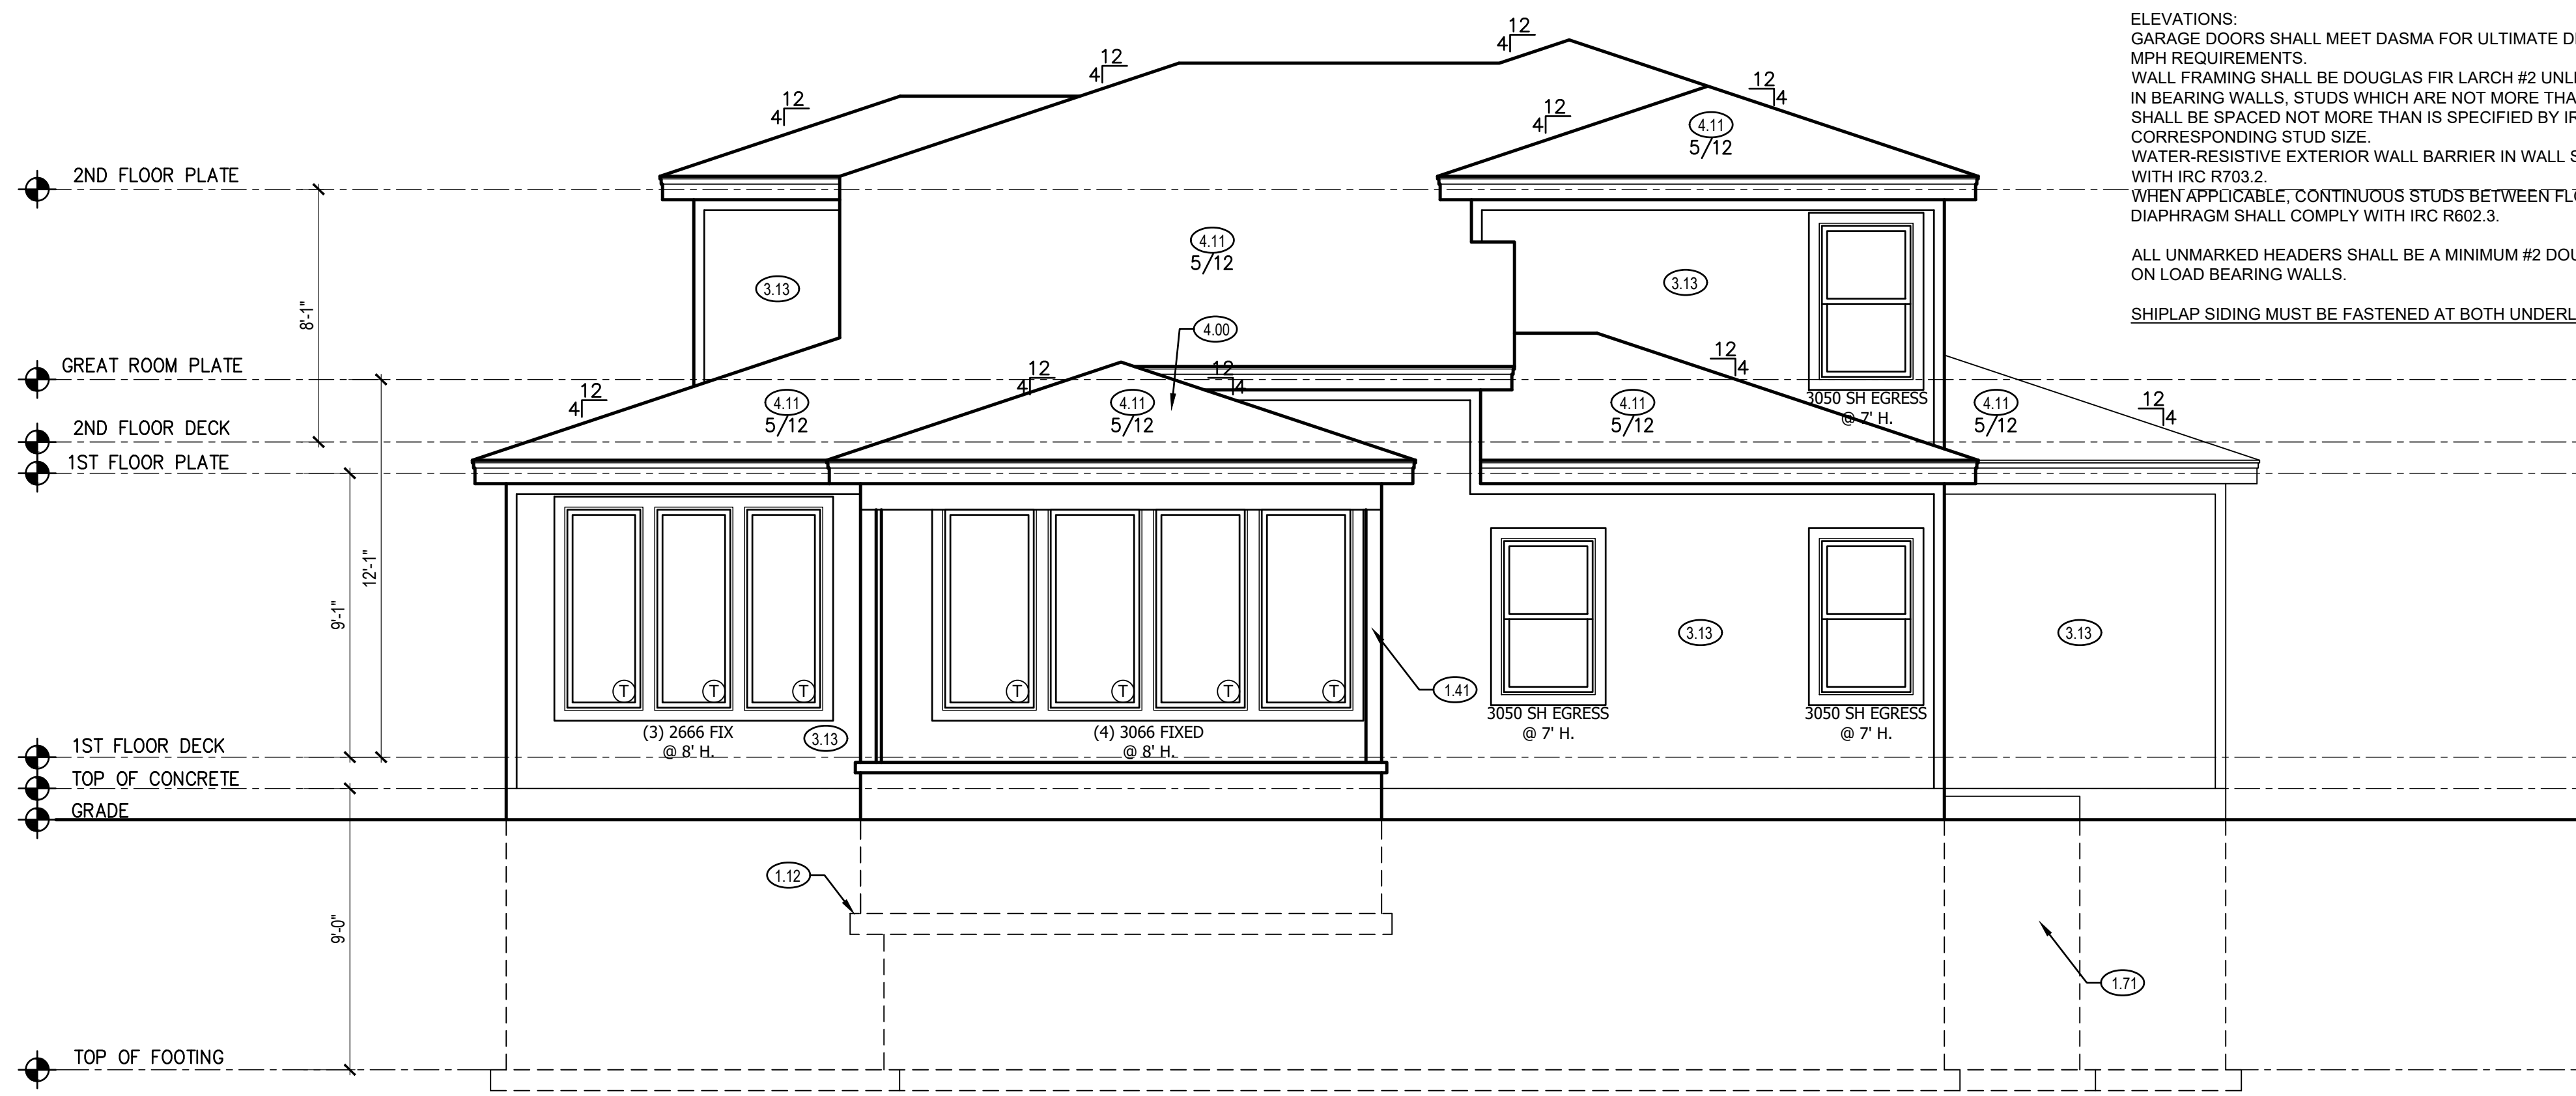 ELEVATIONS:
GARAGE DOORS SHALL MEET DASMA FOR ULTIMATE
MPH REQUIREMENTS.
WALL FRAMING SHALL BE DOUGLAS FIR LARCH #2
IN BEARING WALLS, STUDS WHICH ARE NOT MORE
SHALL BE SPACED NOT MORE THAN IS SPECIFIED BY
CORRESPONDING STUD SIZE.
WATER-RESISTIVE EXTERIOR WALL BARRIER IN WALL
WITH IRC R703.2.
WHEN APPLICABLE, CONTINUOUS STUDS BETWEEN
DIAPHRAGM SHALL COMPLY WITH IRC R602.3.
ALL UNMARKED HEADERS SHALL BE A MINIMUM #2
ON LOAD BEARING WALLS.
SHIPLAP SIDING MUST BE FASTENED AT BOTH
12
4
12
4
12
4
12
4
12
4
4.11
5/12
2ND FLOOR PLATE
4.11
5/12
3.13
3.13
8'-1"
4.00
GREAT ROOM PLATE
12
4
12
4
12
4
12
4
12
4
4.11
5/12
4.11
5/12
4.11
5/12
4.11
5/12
3050 SH EGRESS
@ 7' H.
2ND FLOOR DECK
1ST FLOOR PLATE
12'-1"
9'-1"
3.13
3.13
T
T
T
T
T
T
T
1.41
(3) 2666 FIX
@ 8' H.
3.13
(4) 3066 FIXED
@ 8' H.
3050 SH EGRESS
@ 7' H.
3050 SH EGRESS
@ 7' H.
1ST FLOOR DECK
TOP OF CONCRETE
GRADE
1.12
9'-0"
1.71
TOP OF FOOTING